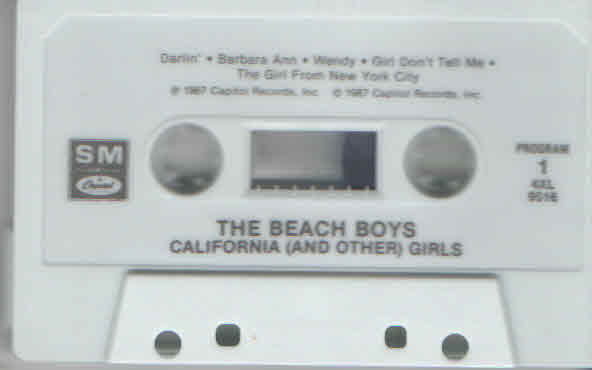 Darlin' • Barbara Ann • Wendy • Girl Don't Tell Me •
The Girl From New York City
℗ 1987 Capitol Records, Inc. © 1987 Capitol Records, Inc.
SM
Capitol
PROGRAM
1
4XL
9516
THE BEACH BOYS
CALIFORNIA (AND OTHER) GIRLS